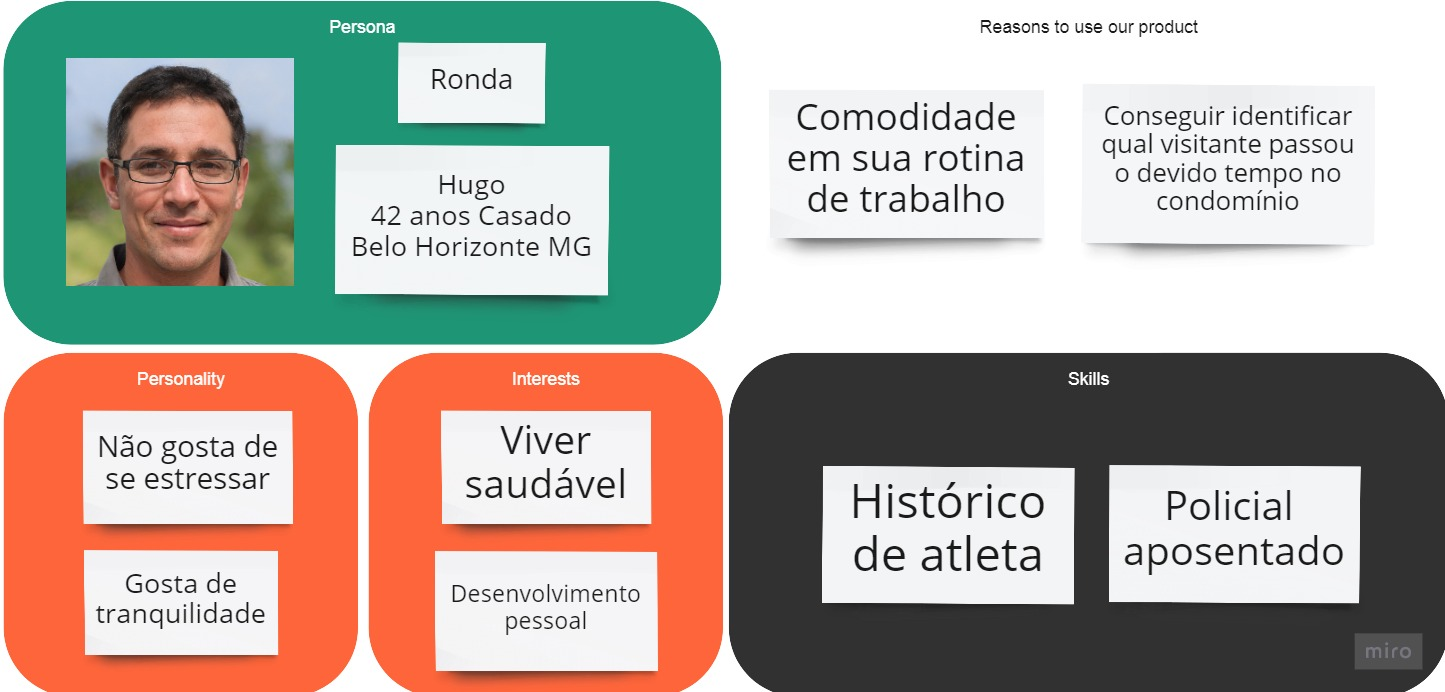 Persona
Ronda
Hugo
42 anos Casado
Belo Horizonte MG
Reasons to use our product
Comodidade
em sua rotina
de trabalho
Conseguir identificar
qual visitante passou
o devido tempo no
condomínio
Personality
Não gosta de
se estressar
Gosta de
tranquilidade
Interests
Viver
saudável
Desenvolvimento
pessoal
Skills
Histórico
de atleta
Policial
aposentado
miro